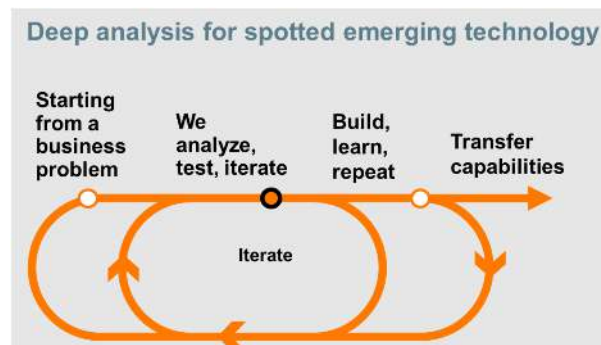 Deep analysis for spotted emerging technology
Starting
from a
business
problem
We
analyze,
test, iterate
Build,
learn,
repeat
Transfer
capabilities
Iterate